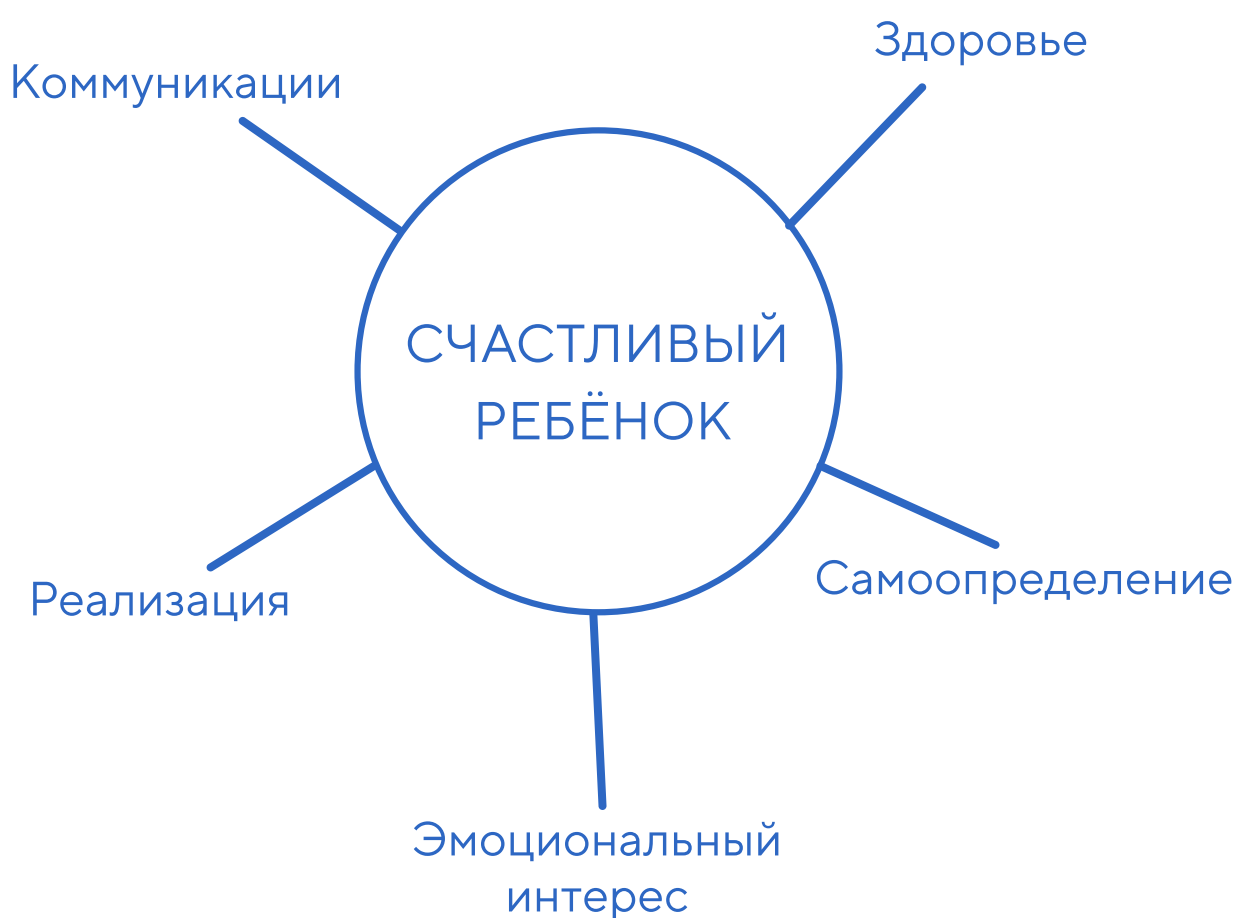 Здоровье
Коммуникации
СЧАСТЛИВЫЙ
РЕБЁНОК
Самоопределение
Реализация
Эмоциональный
интерес